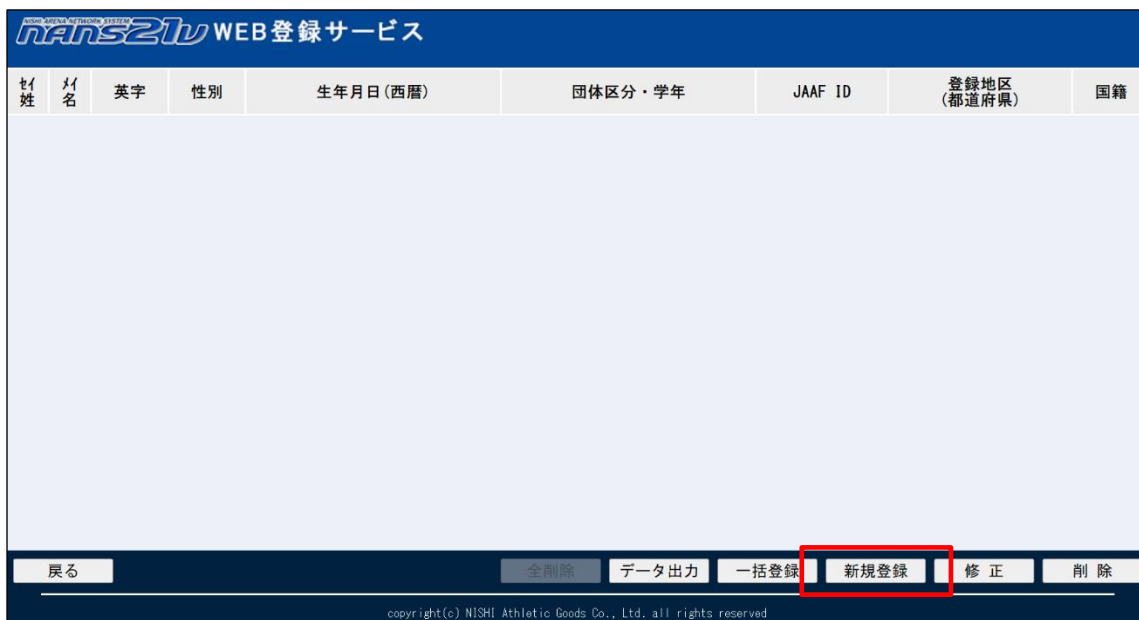 NISHI ARENA NETWORK SYSTEM
nans21v WEB登録サービス
ｾｲ ﾒｲ 英字 性別 生年月日(西暦) 団体区分・学年 JAAF ID 登録地区 国籍
姓 名 (都道府県)
戻る 全削除 データ出力 一括登録 新規登録 修 正 削 除
copyright(c) NISHI Athletic Goods Co., Ltd. all rights reserved